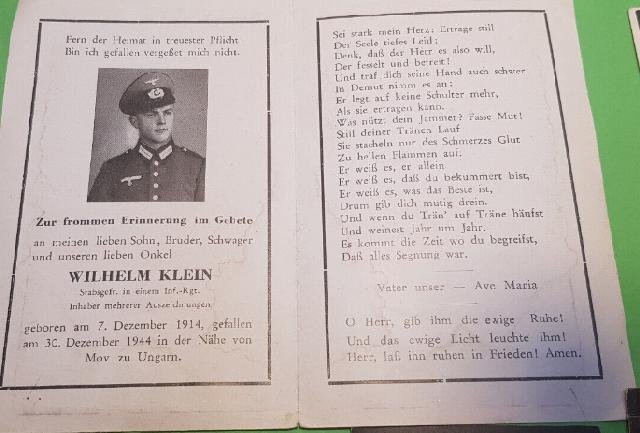 Fern der Heimat in treuester Pflicht
Bin ich gefallen vergeßet mich nicht.
Zur frommen Erinnerung im Gebete
an meinen lieben Sohn, Bruder, Schwager
und unseren lieben Onkel
WILHELM KLEIN
Stabsgefr. in einem Inf.-Rgt.
Inhaber mehrerer Auszeichnungen
geboren am 7. Dezember 1914, gefallen
am 30. Dezember 1944 in der Nähe von
Mov zu Ungarn.
Sei stark mein Herz: Ertrage still
Der Seele tiefes Leid;
Denk, daß der Herr es also will,
Der fesselt und befreit!
Und traf dich seine Hand auch schwer
In Demut nimm es an;
Er legt auf keine Schulter mehr,
Als sie ertragen kann.
Was nützt dein Jammer? Fasse Mut!
Still deiner Tränen Lauf
Sie stacheln nur des Schmerzes Glut
Zu hellen Flammen auf.
Er weiß es, er allein
Er weiß es, daß du bekummert bist,
Er weiß es, was das Beste ist,
Drum gib dich mutig drein.
Und wenn du Trän' auf Träne häufst
Und weinest Jahr um Jahr.
Es kommt die Zeit wo du begreifst,
Daß alles Segnung war.
Vater unser — Ave Maria
O Herr, gib ihm die ewige Ruhe!
Und das ewige Licht leuchte ihm!
Herr, laß ihn ruhen in Frieden! Amen.